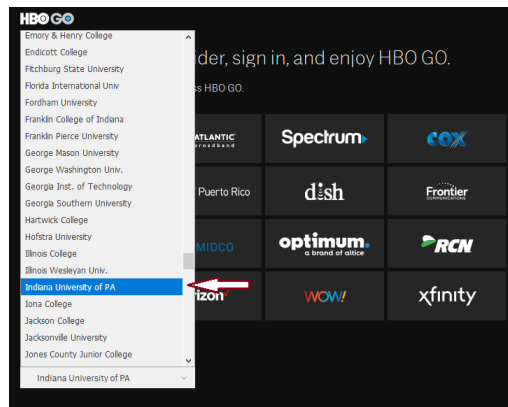 HBO GO
Emory & Henry College
Endicott College
Fitchburg State University
Florida International Univ
Fordham University
Franklin College of Indiana
Franklin Pierce University
George Mason University
George Washington Univ.
Georgia Inst. of Technology
Georgia Southern University
Hartwick College
Hofstra University
Illinois College
Illinois Wesleyan Univ.
Indiana University of PA
Iona College
Jackson College
Jacksonville University
Jones County Junior College
Indiana University of PA
ider, sign in, and enjoy HBO GO.
ss HBO GO.
ATLANTIC
broadband
Spectrum
COX
Puerto Rico
dish
Frontier
COMMUNICATIONS
MIDCO
optimum.
a brand of altice
RCN
rizon
WOW!
xfinity